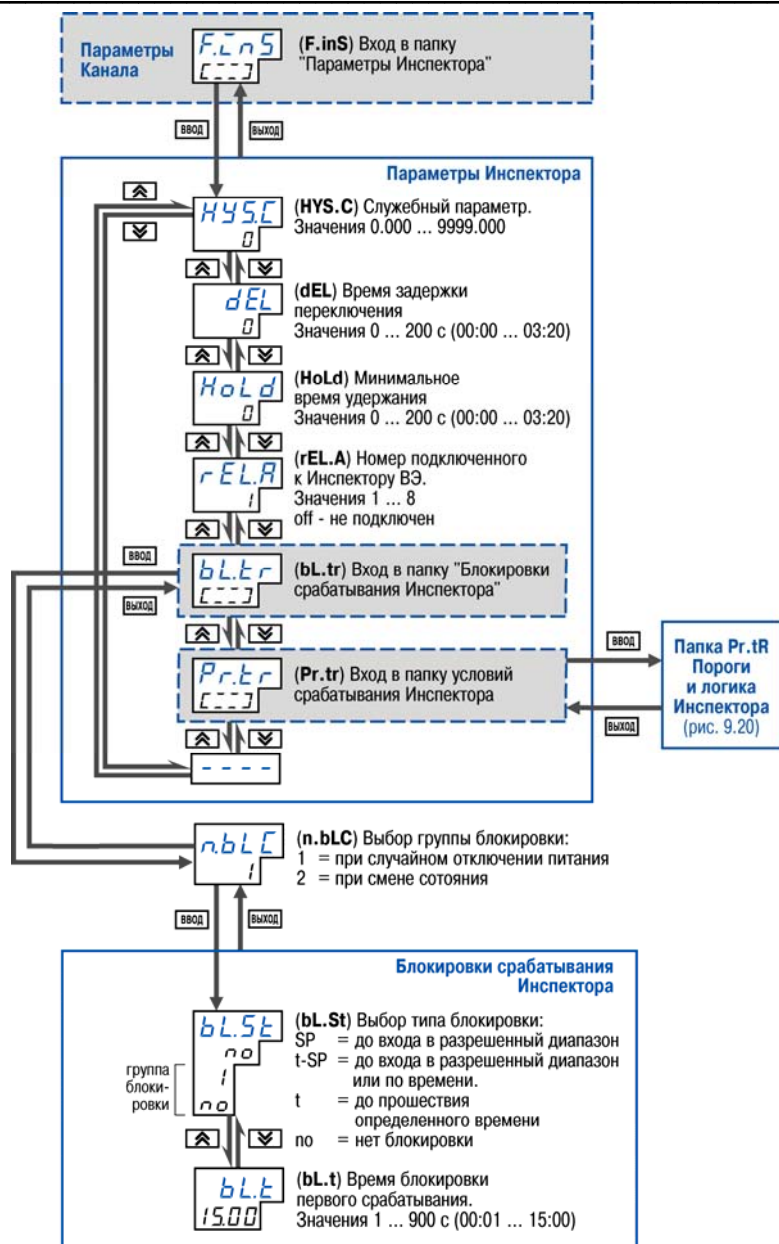 Параметры
Канала
F.inS
[---]
(F.inS) Вход в папку
"Параметры Инспектора"
ВВОД
ВЫХОД
Параметры Инспектора
HYS.C
0
(HYS.C) Служебный параметр.
Значения 0.000 ... 9999.000
dEL
0
(dEL) Время задержки
переключения
Значения 0 ... 200 с (00:00 ... 03:20)
HoLd
0
(HoLd) Минимальное
время удержания
Значения 0 ... 200 с (00:00 ... 03:20)
rEL.A
1
(rEL.A) Номер подключенного
к Инспектору ВЭ.
Значения 1 ... 8
off - не подключен
ВВОД
ВЫХОД
bL.tr
[---]
(bL.tr) Вход в папку "Блокировки
срабатывания Инспектора"
Pr.tr
[---]
(Pr.tr) Вход в папку условий
срабатывания Инспектора
ВВОД
ВЫХОД
Папка Pr.tR
Пороги
и логика
Инспектора
(рис. 9.20)
----
n.bLC
1
(n.bLC) Выбор группы блокировки:
1 = при случайном отключении питания
2 = при смене сотояния
ВВОД
ВЫХОД
Блокировки срабатывания
Инспектора
bL.St
no
1
no
группа
блоки-
ровки
(bL.St) Выбор типа блокировки:
SP = до входа в разрешенный диапазон
t-SP = до входа в разрешенный диапазон
или по времени.
t = до прошествия
определенного времени
no = нет блокировки
bL.t
15.00
(bL.t) Время блокировки
первого срабатывания.
Значения 1 ... 900 с (00:01 ... 15:00)